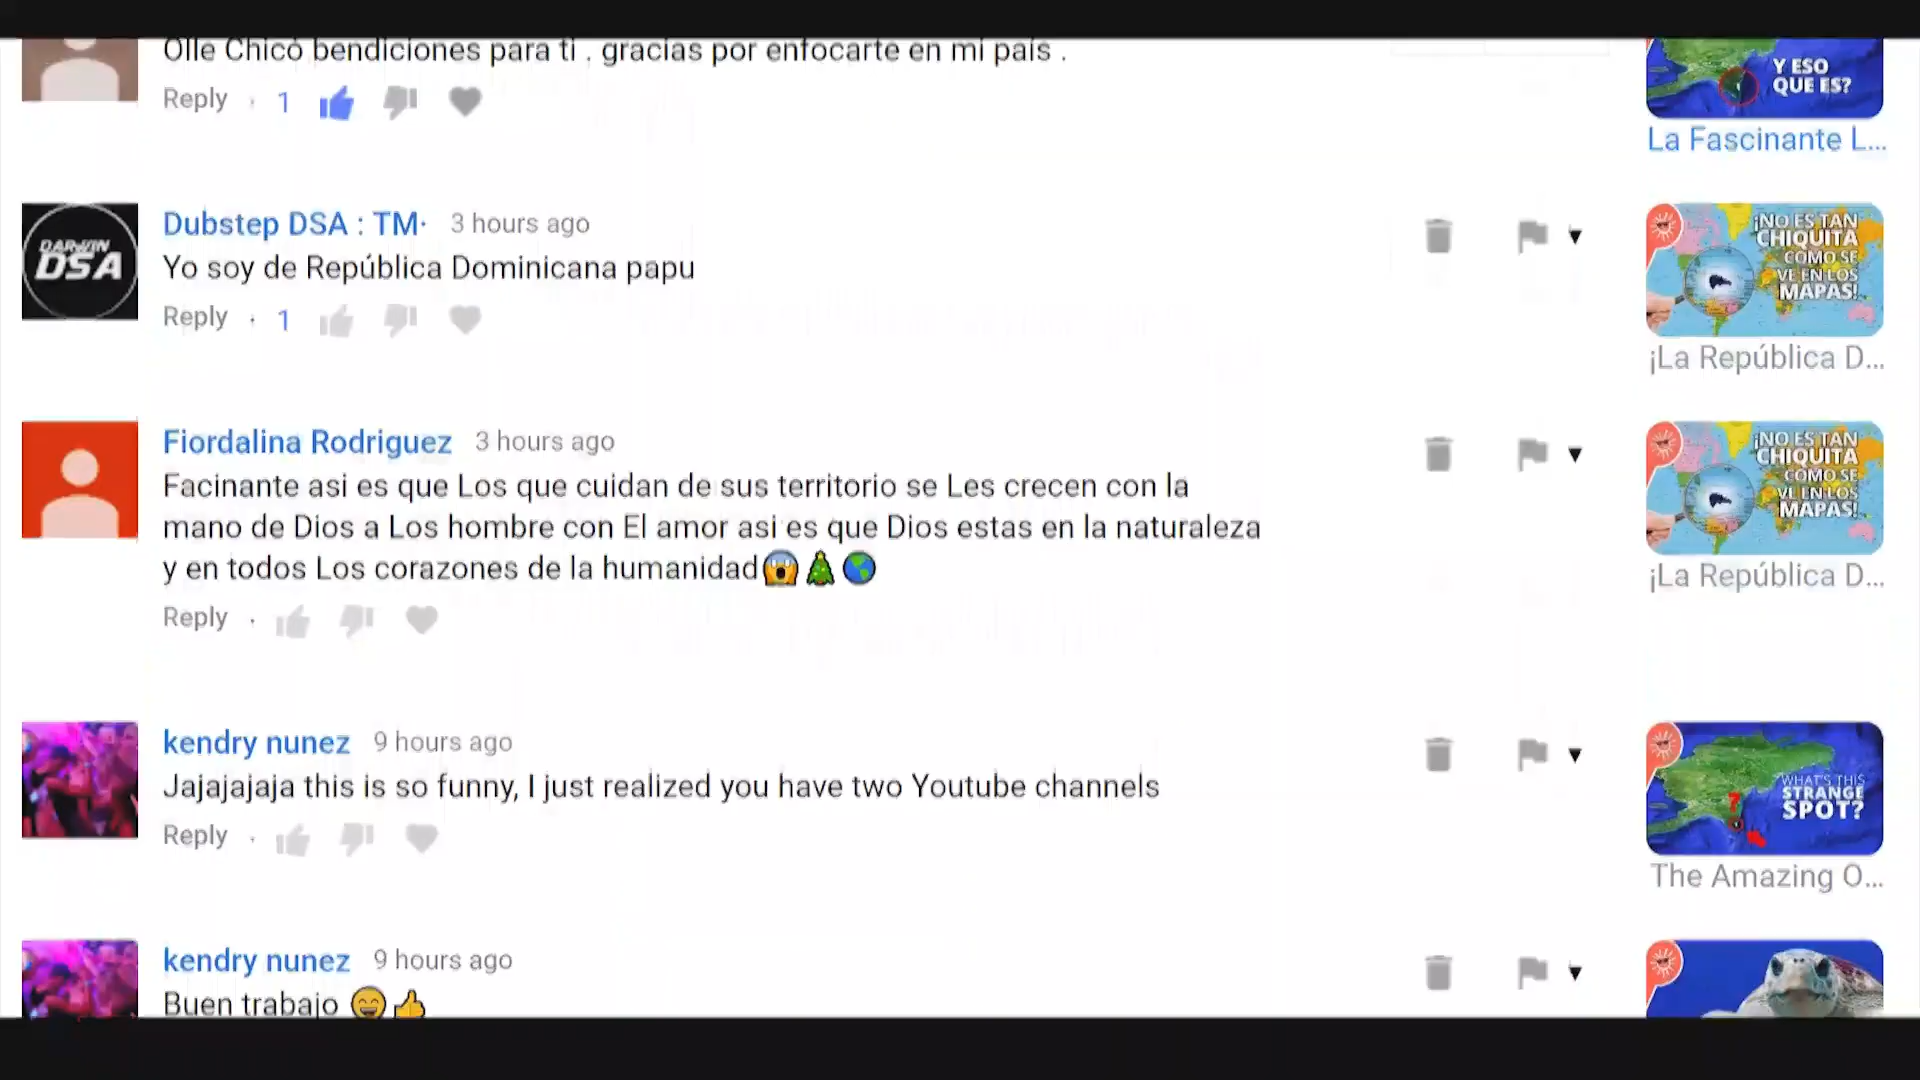 Olle Chico bendiciones para ti . gracias por enfocarte en mi país .
Reply · 1
Y ESO
QUE ES?
La Fascinante L...
DARWIN
DSA
Dubstep DSA : TM· 3 hours ago
Yo soy de República Dominicana papu
Reply · 1
¡NO ES TAN
CHIQUITA
COMO SE
VE EN LOS
MAPAS!
¡La República D...
Fiordalina Rodriguez 3 hours ago
Facinante asi es que Los que cuidan de sus territorio se Les crecen con la
mano de Dios a Los hombre con El amor asi es que Dios estas en la naturaleza
y en todos Los corazones de la humanidad😱🎄🌎
Reply ·
¡NO ES TAN
CHIQUITA
COMO SE
VE EN LOS
MAPAS!
¡La República D...
kendry nunez 9 hours ago
Jajajajaja this is so funny, I just realized you have two Youtube channels
Reply ·
WHAT'S THIS
STRANGE
SPOT?
?
The Amazing O...
kendry nunez 9 hours ago
Buen trabajo 😄👍